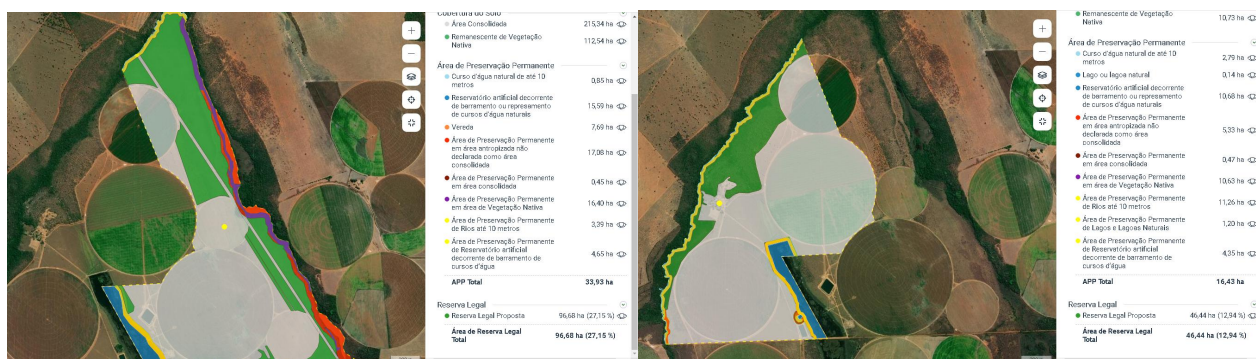 Cobertura do Solo
Área Consolidada 215,34 ha
Remanescente de Vegetação
Nativa 112,54 ha
Área de Preservação Permanente
Curso d'água natural de até 10
metros 0,85 ha
Reservatório artificial decorrente
de barramento ou represamento
de cursos d'água naturais 15,59 ha
Vereda 7,69 ha
Área de Preservação Permanente
em área antropizada não
declarada como área
consolidada 17,08 ha
Área de Preservação Permanente
em área consolidada 0,45 ha
Área de Preservação Permanente
em área de Vegetação Nativa 16,40 ha
Área de Preservação Permanente
de Rios até 10 metros 3,39 ha
Área de Preservação Permanente
de Reservatório artificial
decorrente de barramento de
cursos d'água 4,65 ha
APP Total 33,93 ha
Reserva Legal
Reserva Legal Proposta 96,68 ha (27,15 %)
Área de Reserva Legal
Total 96,68 ha (27,15 %)
Remanescente de Vegetação
Nativa 10,73 ha
Área de Preservação Permanente
Curso d'água natural de até 10
metros 2,79 ha
Lago ou lagoa natural 0,14 ha
Reservatório artificial decorrente
de barramento ou represamento
de cursos d'água naturais 10,68 ha
Área de Preservação Permanente
em área antropizada não
declarada como área
consolidada 5,33 ha
Área de Preservação Permanente
em área consolidada 0,47 ha
Área de Preservação Permanente
em área de Vegetação Nativa 10,63 ha
Área de Preservação Permanente
de Rios até 10 metros 11,26 ha
Área de Preservação Permanente
de Lagos e Lagoas Naturais 1,20 ha
Área de Preservação Permanente
de Reservatório artificial
decorrente de barramento de
cursos d'água 4,35 ha
APP Total 16,43 ha
Reserva Legal
Reserva Legal Proposta 46,44 ha (12,94 %)
Área de Reserva Legal
Total 46,44 ha (12,94 %)